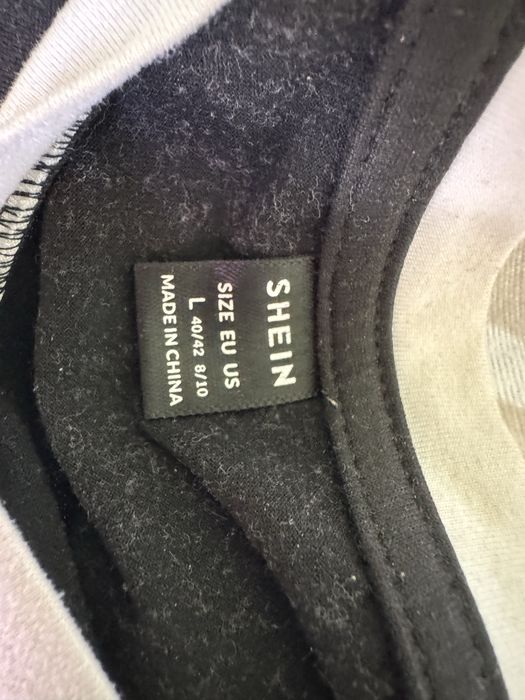 SHEIN
SIZE EU US
L 40/42 8/10
MADE IN CHINA